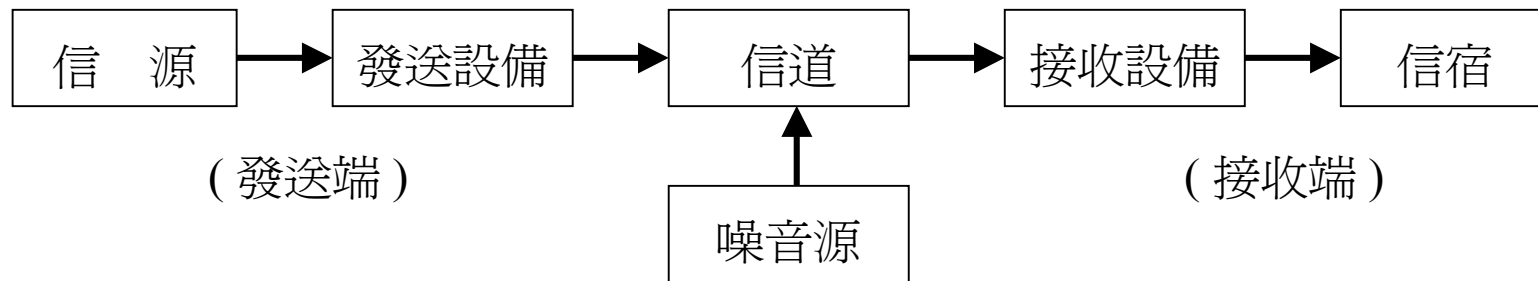 信 源 發送設備 信道 接收設備 信宿
( 發送端 ) ( 接收端 )
噪音源